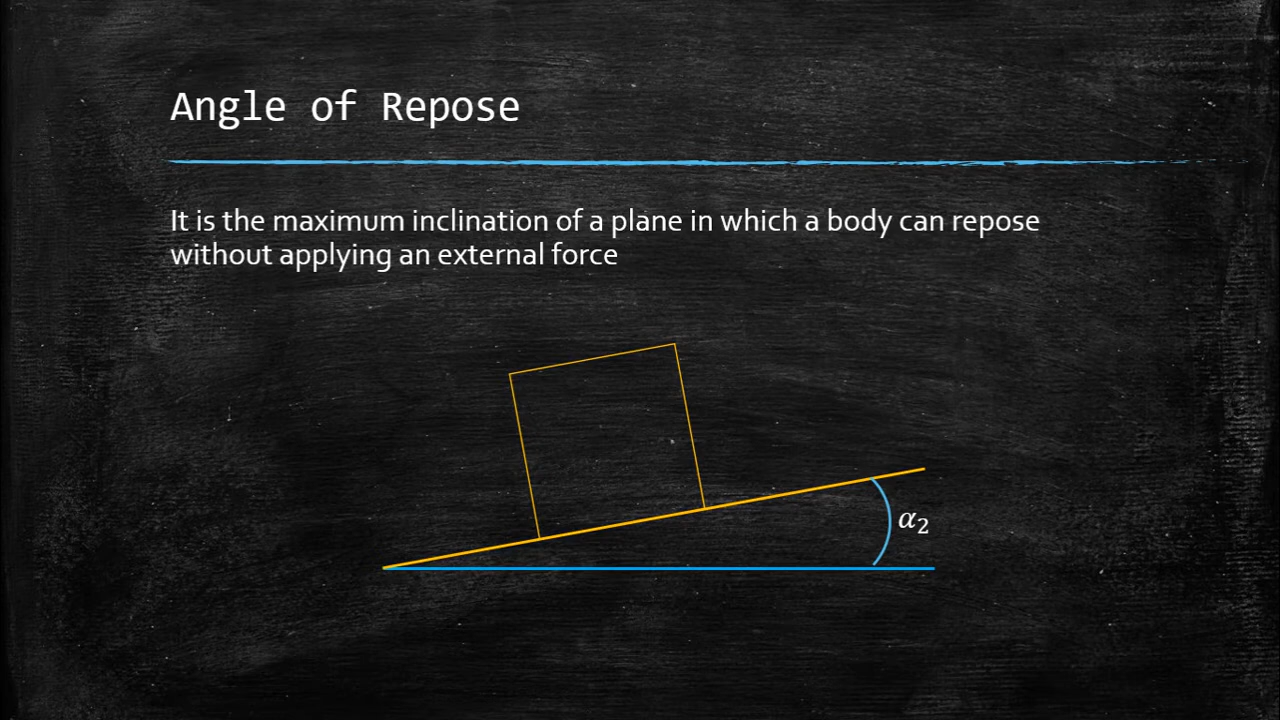 Angle of Repose
It is the maximum inclination of a plane in which a body can repose
without applying an external force
α₂